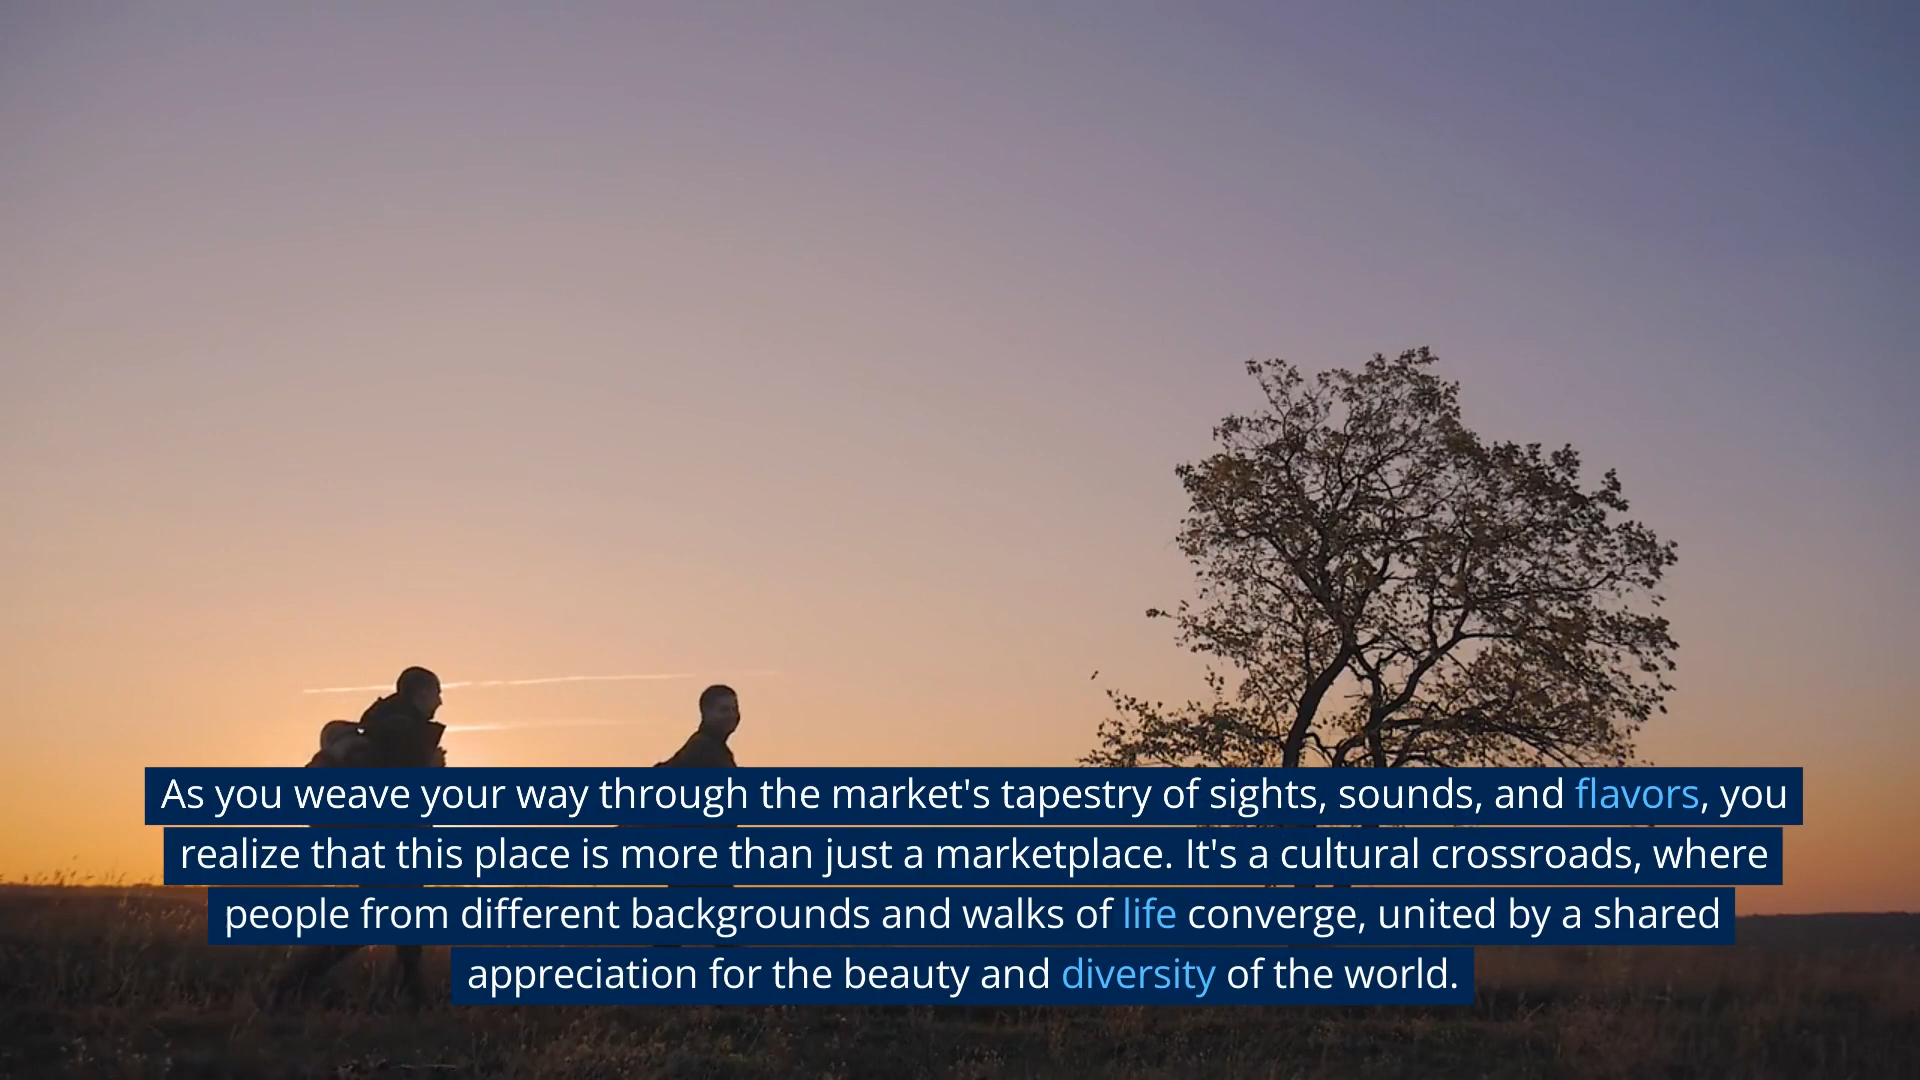 As you weave your way through the market's tapestry of sights, sounds, and flavors, you
realize that this place is more than just a marketplace. It's a cultural crossroads, where
people from different backgrounds and walks of life converge, united by a shared
appreciation for the beauty and diversity of the world.